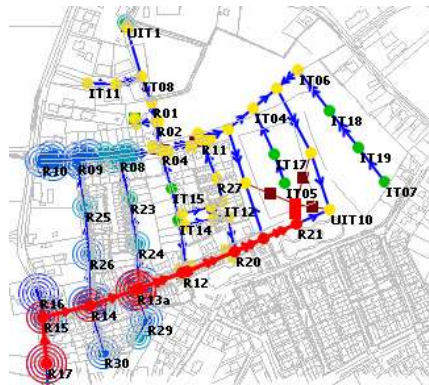 UIT1
IT06
IT11
IT08
R01
IT18
R02
IT04
R11
R10
R09
R08
R04
IT17
IT19
R27
IT05
IT07
IT15
R25
R23
IT12
UIT10
IT14
R21
R26
R24
R20
R12
R16
R13a
R15
R14
R29
R30
R17